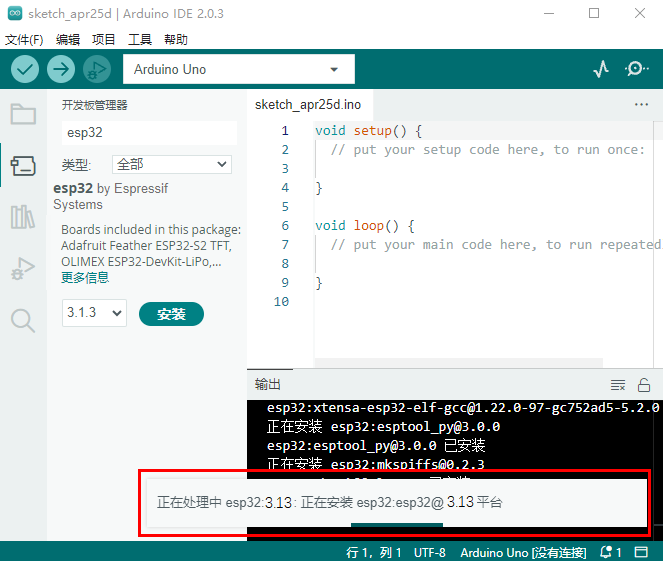 sketch_apr25d | Arduino IDE 2.0.3
文件(F) 编辑 项目 工具 帮助
Arduino Uno
开发板管理器
esp32
类型: 全部
esp32 by Espressif
Systems
Boards included in this package:
Adafruit Feather ESP32-S2 TFT,
OLIMEX ESP32-DevKit-LiPo,...
更多信息
3.1.3 安装
sketch_apr25d.ino
1 void setup() {
2 // put your setup code here, to run once:
3
4 }
5
6 void loop() {
7 // put your main code here, to run repeated
8
9 }
10
输出
esp32:xtensa-esp32-elf-gcc@1.22.0-97-gc752ad5-5.2.0
正在安装 esp32:esptool_py@3.0.0
esp32:esptool_py@3.0.0 已安装
正在安装 esp32:mkspiffs@0.2.3
正在处理中 esp32:3.13: 正在安装 esp32:esp32@ 3.13 平台
行 1, 列 1 UTF-8 Arduino Uno [没有连接] 1